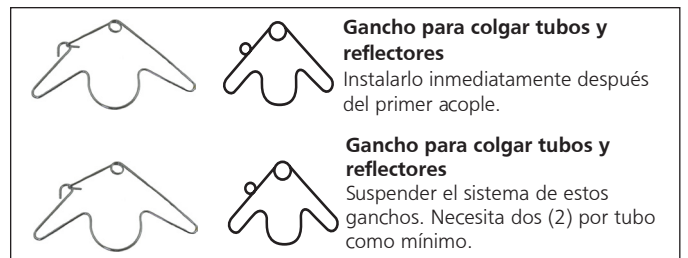 Gancho para colgar tubos y
reflectores
Instalarlo inmediatamente después
del primer acople.
Gancho para colgar tubos y
reflectores
Suspender el sistema de estos
ganchos. Necesita dos (2) por tubo
como mínimo.